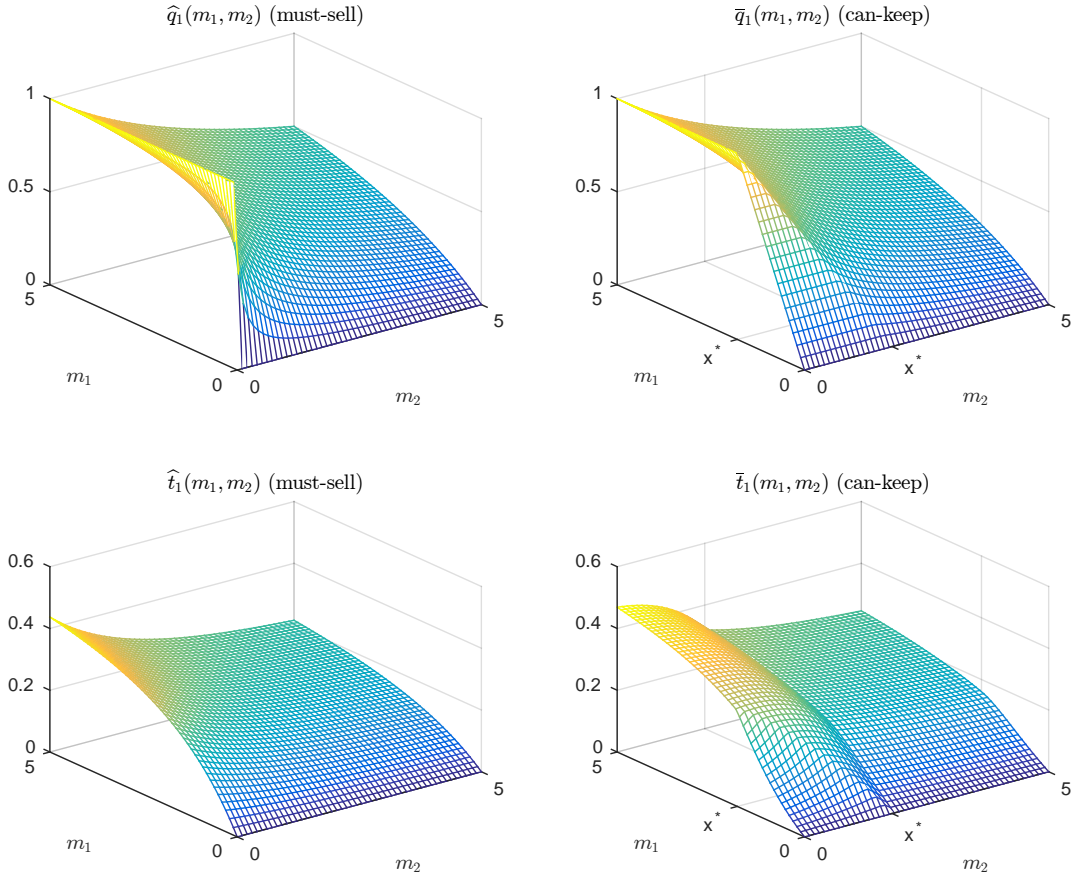 q̂₁(m₁, m₂) (must-sell)
1
0.5
0
5
m₁
0
0
m₂
5
q̄₁(m₁, m₂) (can-keep)
1
0.5
0
5
x*
m₁
0
0
x*
m₂
5
t̂₁(m₁, m₂) (must-sell)
0.6
0.4
0.2
0
5
m₁
0
0
m₂
5
t̄₁(m₁, m₂) (can-keep)
0.6
0.4
0.2
0
5
x*
m₁
0
0
x*
m₂
5